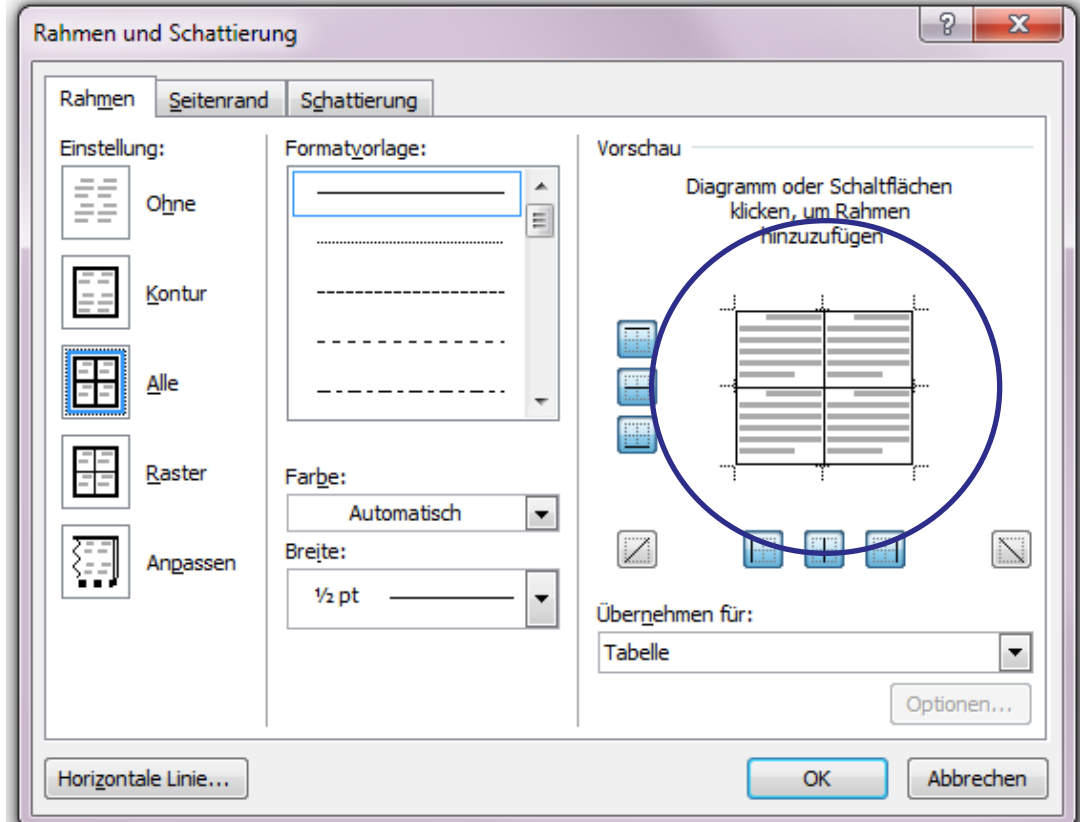 Rahmen und Schattierung
Rahmen Seitenrand Schattierung
Einstellung:
Ohne
Kontur
Alle
Raster
Anpassen
Formatvorlage:
Farbe:
Automatisch
Breite:
½ pt
Vorschau
Diagramm oder Schaltflächen
klicken, um Rahmen
hinzuzufügen
Übernehmen für:
Tabelle
Optionen...
Horizontale Linie...
OK
Abbrechen